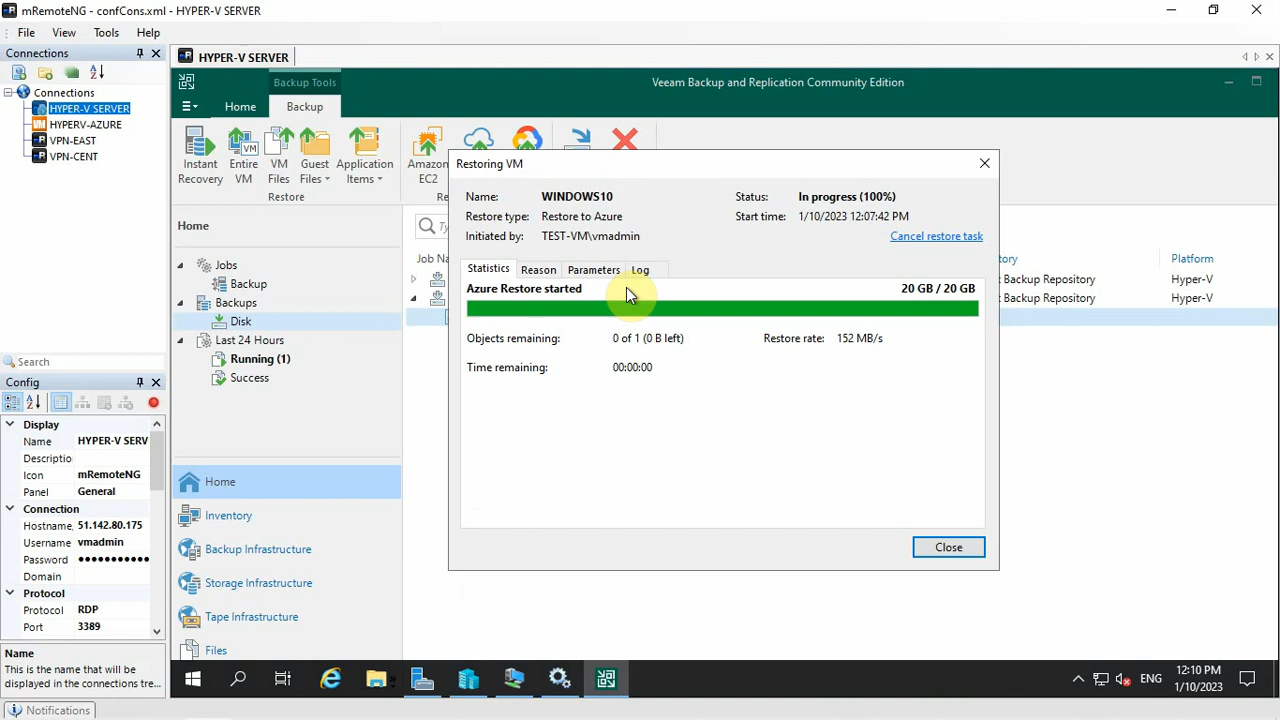 mRemoteNG - confCons.xml - HYPER-V SERVER
File View Tools Help
Connections
Connections
HYPER-V SERVER
HYPERV-AZURE
VPN-EAST
VPN-CENT
Search
Config
Display
Name HYPER-V SERV
Descriptio
Icon mRemoteNG
Panel General
Connection
Hostname, 51.142.80.175
Username vmadmin
Password ●●●●●●●●●●●
Domain
Protocol
Protocol RDP
Port 3389
Name
This is the name that will be
displayed in the connections tre...
Notifications
HYPER-V SERVER
Backup Tools
Veeam Backup and Replication Community Edition
Home Backup
Instant
Recovery
Entire
VM
VM
Files
Guest
Files
Application
Items
Amazon
EC2
Restore
Home
Jobs
Backup
Backups
Disk
Last 24 Hours
Running (1)
Success
Home
Inventory
Backup Infrastructure
Storage Infrastructure
Tape Infrastructure
Files
Platform
Backup Repository Hyper-V
Backup Repository Hyper-V
Restoring VM
Name: WINDOWS10 Status: In progress (100%)
Restore type: Restore to Azure Start time: 1/10/2023 12:07:42 PM
Initiated by: TEST-VM\vmadmin Cancel restore task
Statistics Reason Parameters Log
Azure Restore started 20 GB / 20 GB
Objects remaining: 0 of 1 (0 B left) Restore rate: 152 MB/s
Time remaining: 00:00:00
Close
ENG
12:10 PM
1/10/2023